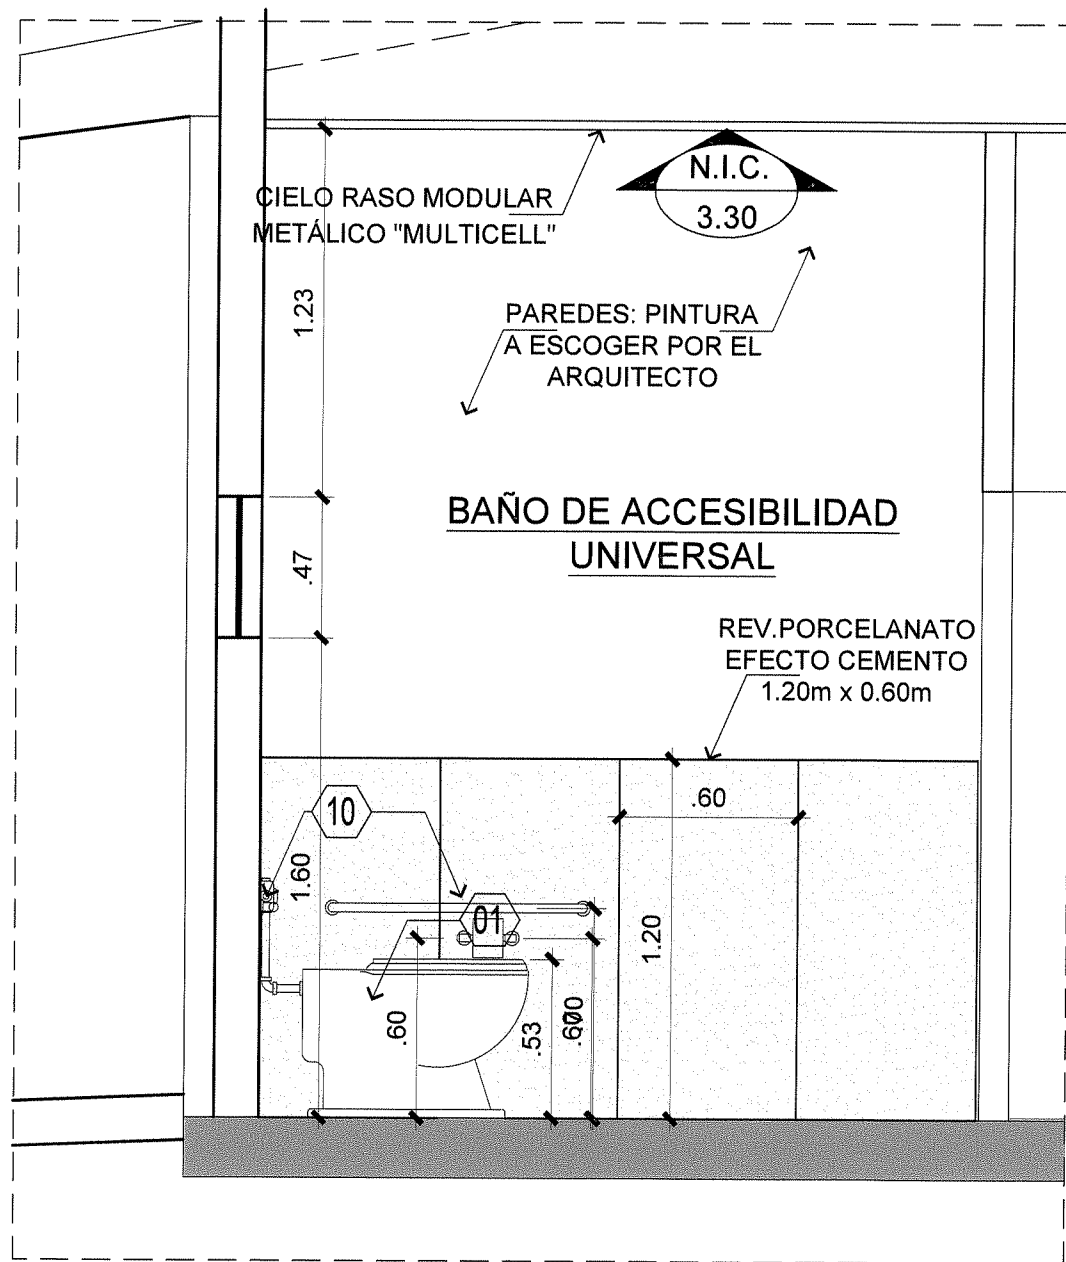 N.I.C.
3.30
CIELO RASO MODULAR
METÁLICO "MULTICELL"
1.23
PAREDES: PINTURA
A ESCOGER POR EL
ARQUITECTO
BAÑO DE ACCESIBILIDAD
UNIVERSAL
.47
REV.PORCELANATO
EFECTO CEMENTO
1.20m x 0.60m
.60
10
1.60
01
1.20
.60
.53